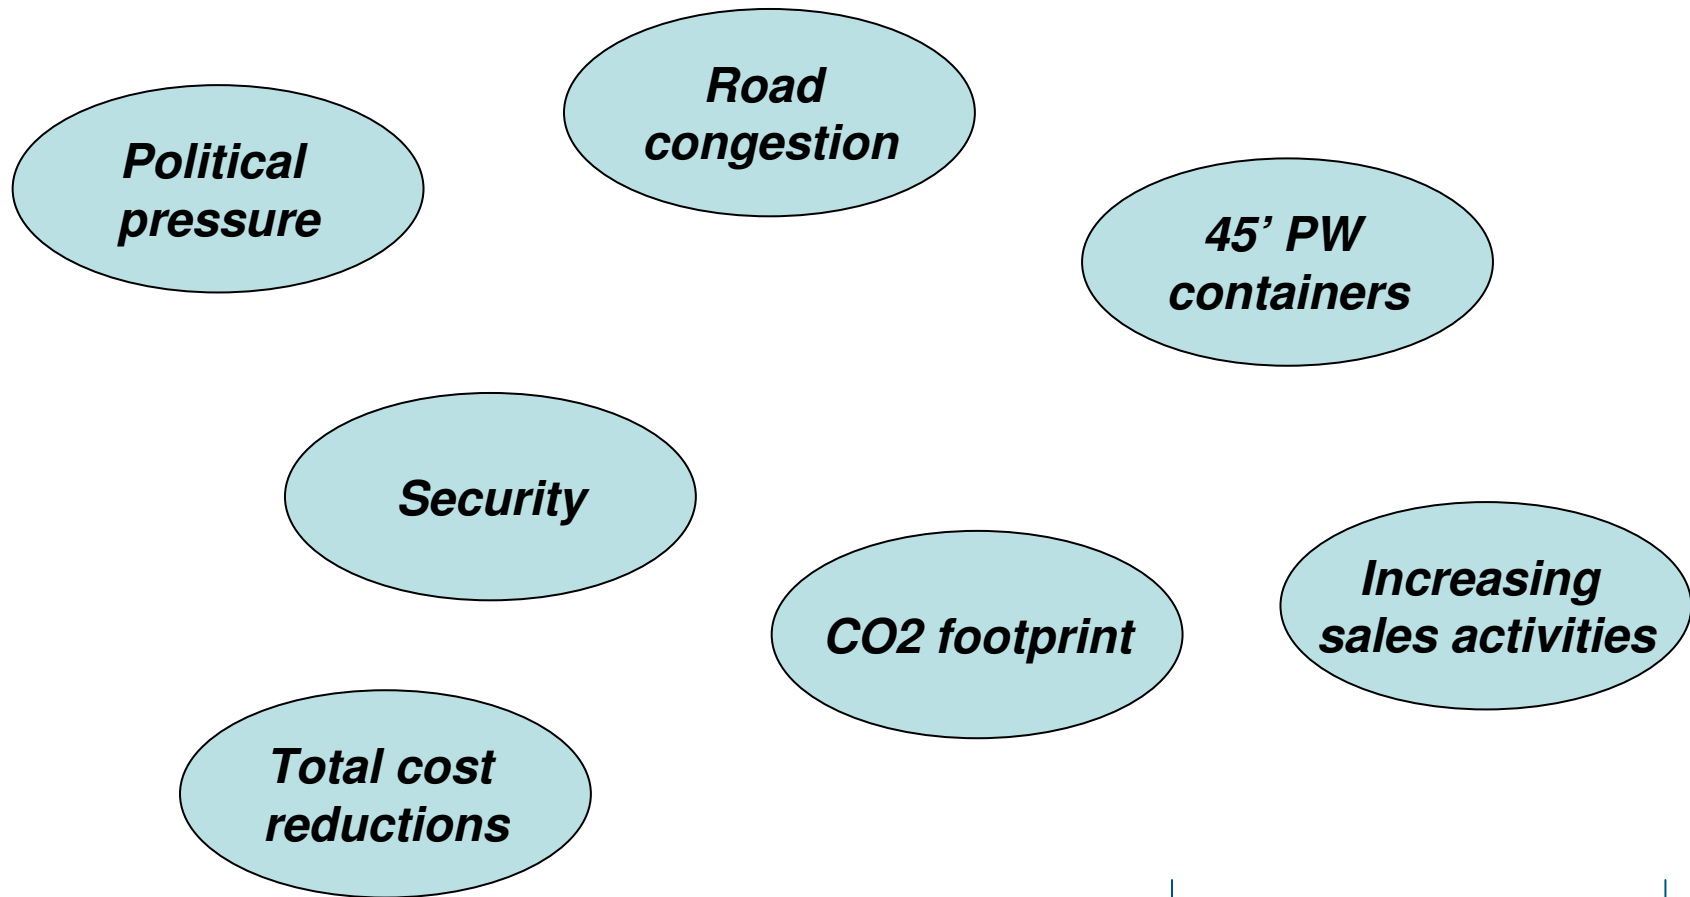 Road
congestion
Political
pressure
45’ PW
containers
Security
CO2 footprint
Increasing
sales activities
Total cost
reductions